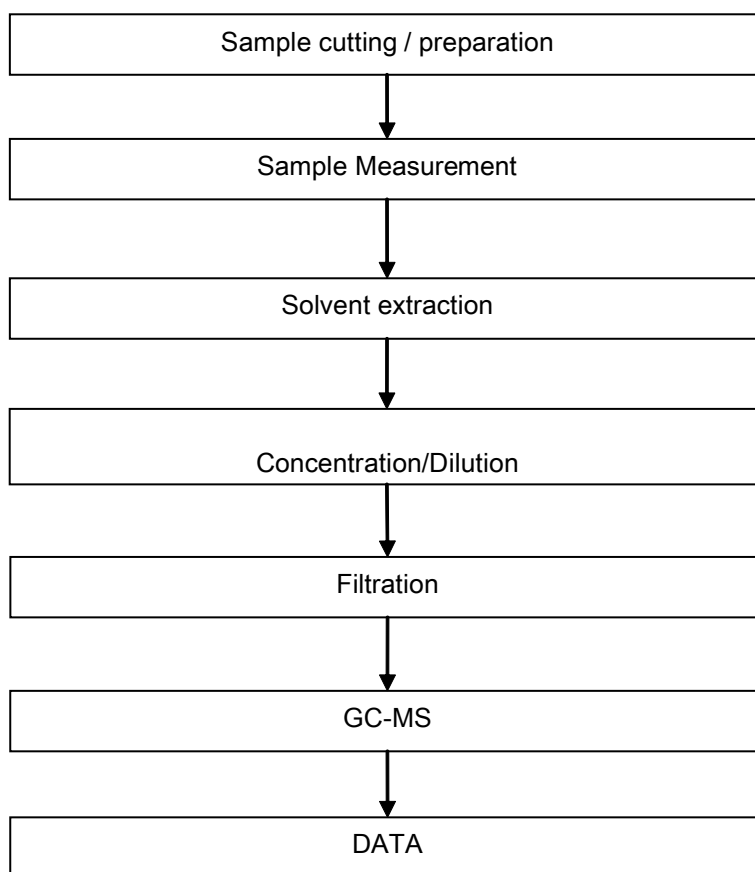 Sample cutting / preparation
Sample Measurement
Solvent extraction
Concentration/Dilution
Filtration
GC-MS
DATA